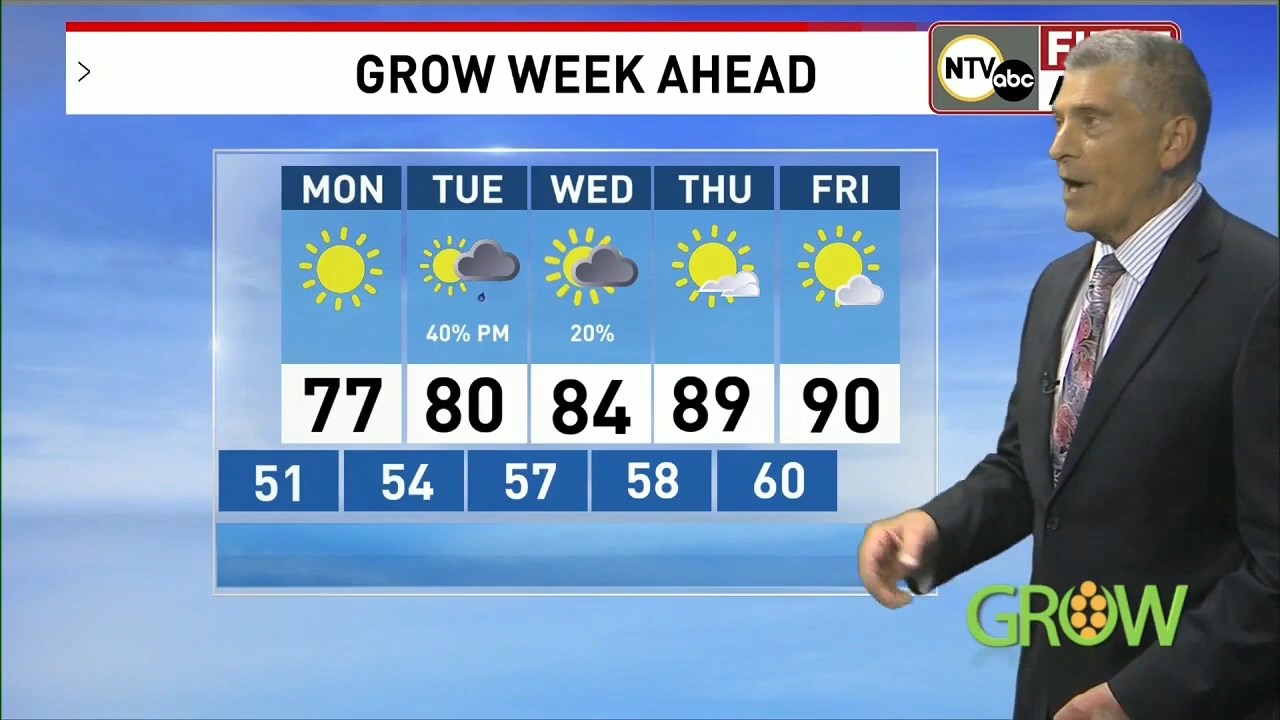 GROW WEEK AHEAD
NTV
abc
MON TUE WED THU FRI
40% PM 20%
77 80 84 89 90
51 54 57 58 60
GROW